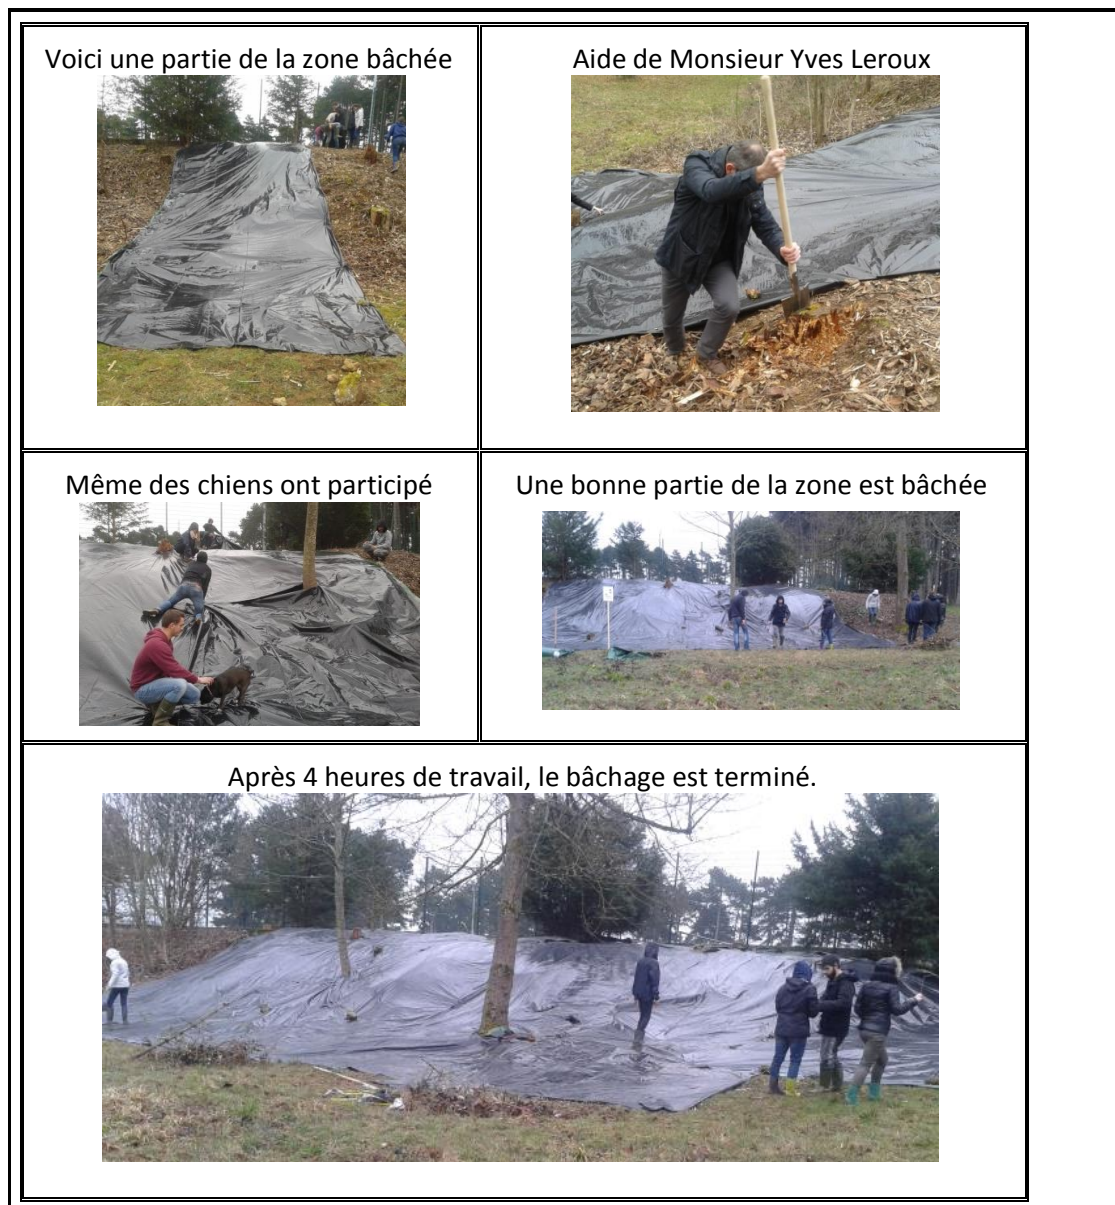 Voici une partie de la zone bâchée
Aide de Monsieur Yves Leroux
Même des chiens ont participé
Une bonne partie de la zone est bâchée
Après 4 heures de travail, le bâchage est terminé.